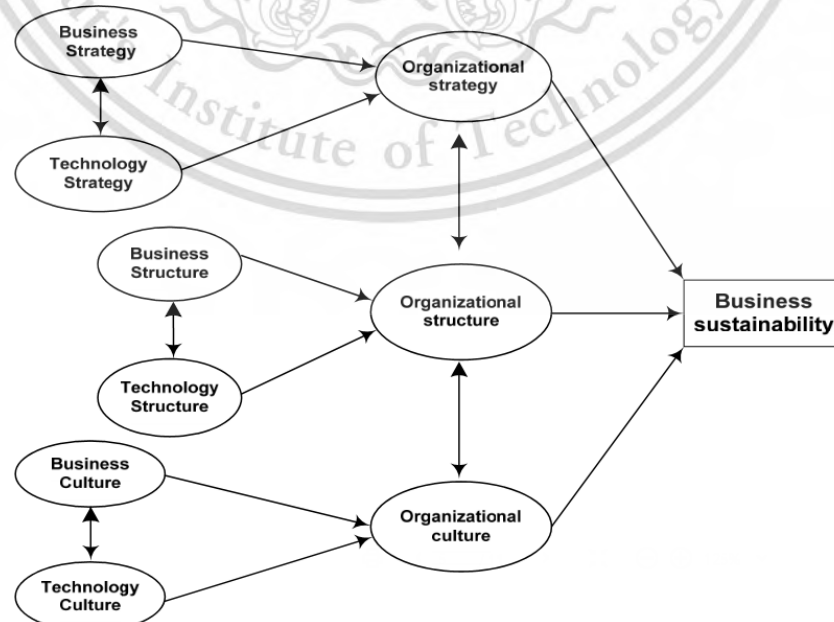 Institute of Technology
Business
Strategy
Technology
Strategy
Organizational
strategy
Business
Structure
Technology
Structure
Organizational
structure
Business
sustainability
Business
Culture
Technology
Culture
Organizational
culture